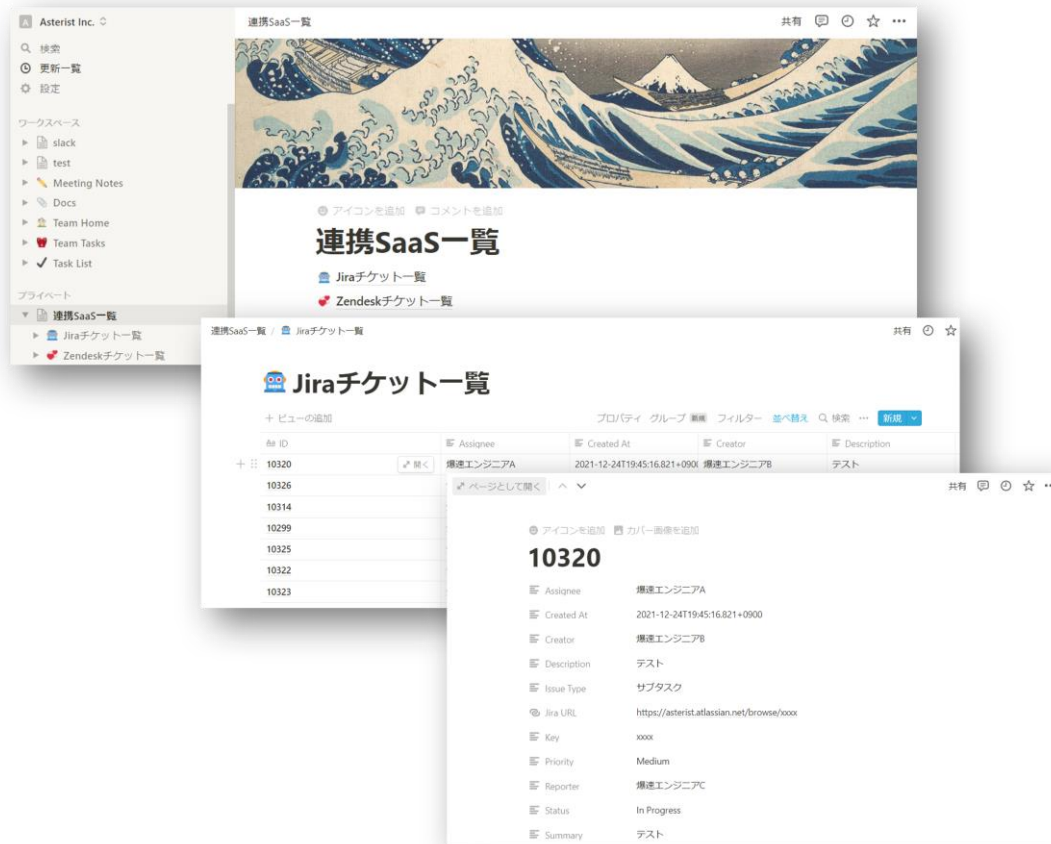 Asterist Inc.
検索
更新一覧
設定
ワークスペース
slack
test
Meeting Notes
Docs
Team Home
Team Tasks
Task List
プライベート
連携SaaS一覧
Jiraチケット一覧
Zendeskチケット一覧
連携SaaS一覧
共有
アイコンを追加 コメントを追加
連携SaaS一覧
Jiraチケット一覧
Zendeskチケット一覧
連携SaaS一覧 / Jiraチケット一覧
共有
Jiraチケット一覧
+ ビューの追加
プロパティ グループ 新機能 フィルター 並べ替え 検索 ••• 新規
ID Assignee Created At Creator Description
10320 開く 爆速エンジニアA 2021-12-24T19:45:16.821+090( 爆速エンジニアB テスト
10326
10314
10299
10325
10322
10323
ページとして開く
共有
アイコンを追加 カバー画像を追加
10320
Assignee 爆速エンジニアA
Created At 2021-12-24T19:45:16.821+0900
Creator 爆速エンジニアB
Description テスト
Issue Type サブタスク
Jira URL https://asterist.atlassian.net/browse/xxxx
Key xxxx
Priority Medium
Reporter 爆速エンジニアC
Status In Progress
Summary テスト